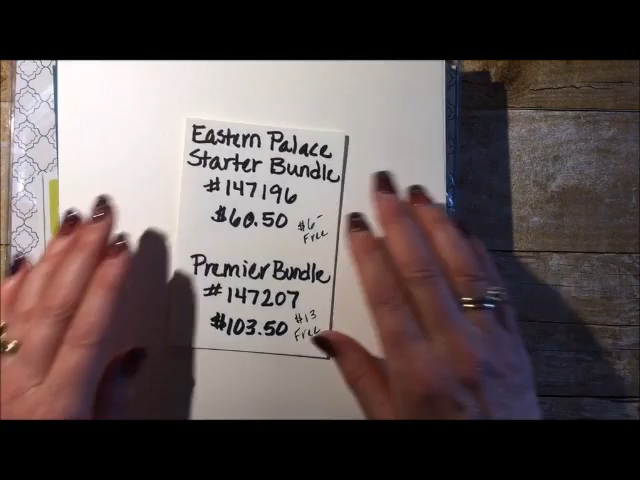 Eastern Palace
Starter Bundle
#147196
$60.50 $6-
Free
Premier Bundle
#147207
$103.50 $13
Free